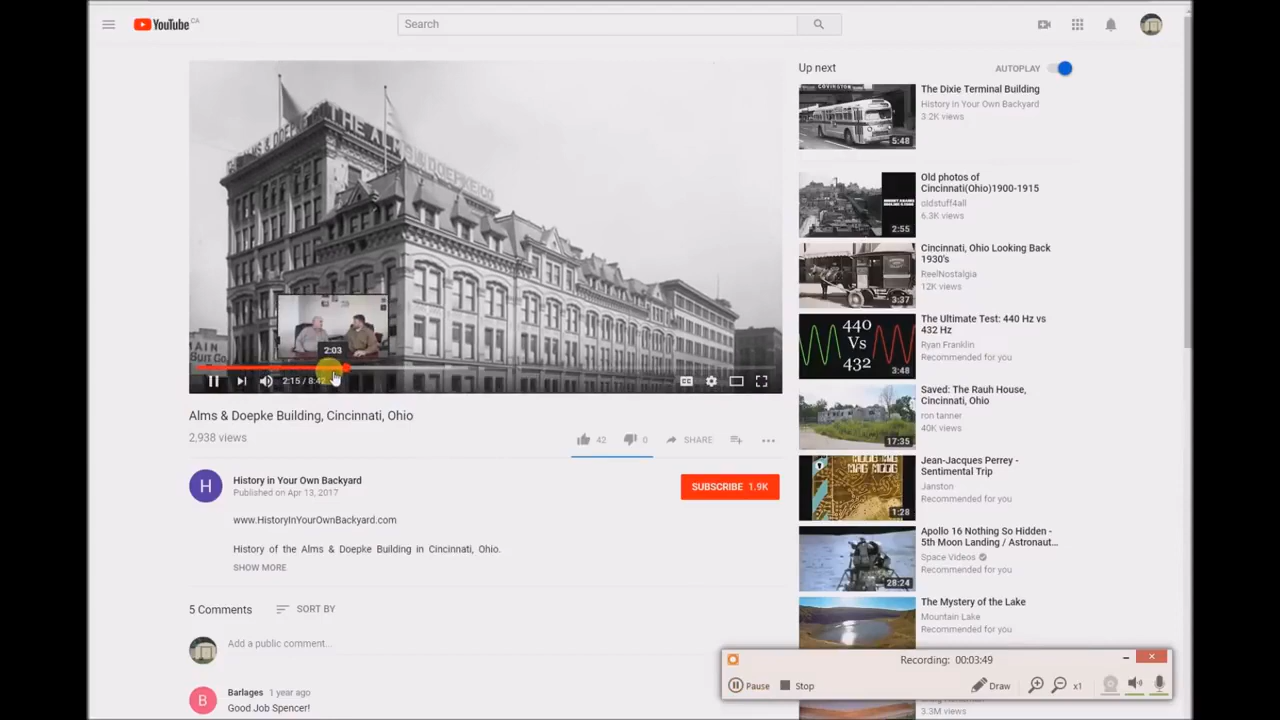 YouTube CA
Search
THE ALMS & DOEPKE CO
MAIN
BUIT Co.
2:03
2:15 / 8:42
CC
Alms & Doepke Building, Cincinnati, Ohio
2,938 views
42
0
SHARE
H
History in Your Own Backyard
Published on Apr 13, 2017
SUBSCRIBE 1.9K
www.HistoryInYourOwnBackyard.com
History of the Alms & Doepke Building in Cincinnati, Ohio.
SHOW MORE
5 Comments
SORT BY
Add a public comment...
B
Barlages 1 year ago
Good Job Spencer!
Up next
AUTOPLAY
COVINGTON
5:48
The Dixie Terminal Building
History in Your Own Backyard
3.2K views
2:55
Old photos of
Cincinnati(Ohio)1900-1915
oldstuff4all
6.3K views
3:37
Cincinnati, Ohio Looking Back
1930's
ReelNostalgia
12K views
440
Vs
432
3:48
The Ultimate Test: 440 Hz vs
432 Hz
Ryan Franklin
Recommended for you
17:35
Saved: The Rauh House,
Cincinnati, Ohio
ron tanner
40K views
1:28
Jean-Jacques Perrey -
Sentimental Trip
Janston
Recommended for you
28:24
Apollo 16 Nothing So Hidden -
5th Moon Landing / Astronaut...
Space Videos
Recommended for you
The Mystery of the Lake
Mountain Lake
Recommended for you
Recording: 00:03:49
Pause
Stop
Draw
x1
3.3M views